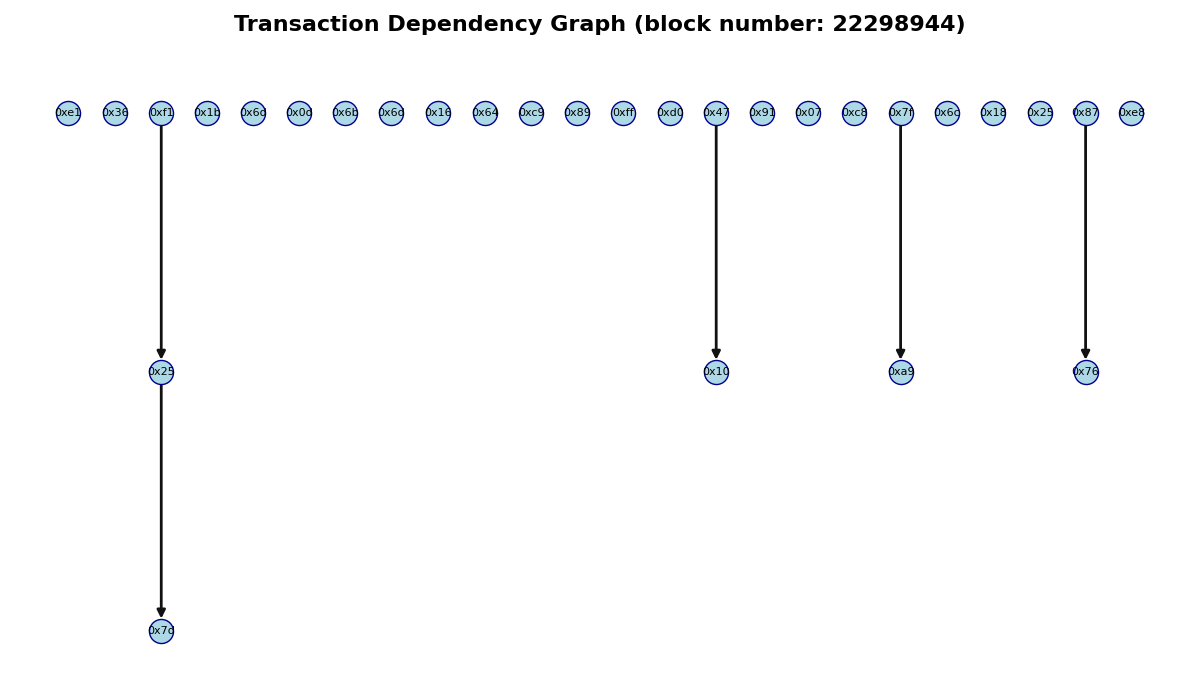 Transaction Dependency Graph (block number: 22298944)
0xe1 0x36 0xf1 0x1b 0x6d 0x0d 0x6b 0x6d 0x16 0x64 0xc9 0x89 0xff 0xd0 0x47 0x91 0x07 0xc8 0x7f 0x6c 0x18 0x25 0x87 0xe8
0x25 0x10 0xa9 0x76
0x7d